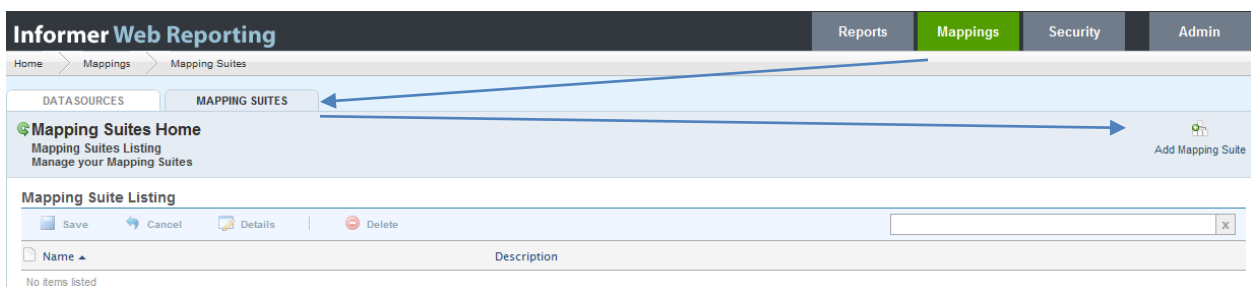 Informer Web Reporting Reports Mappings Security Admin
Home Mappings Mapping Suites
DATASOURCES MAPPING SUITES
Mapping Suites Home
Mapping Suites Listing
Manage your Mapping Suites
Add Mapping Suite
Mapping Suite Listing
Save Cancel Details | Delete x
Name Description
No items listed